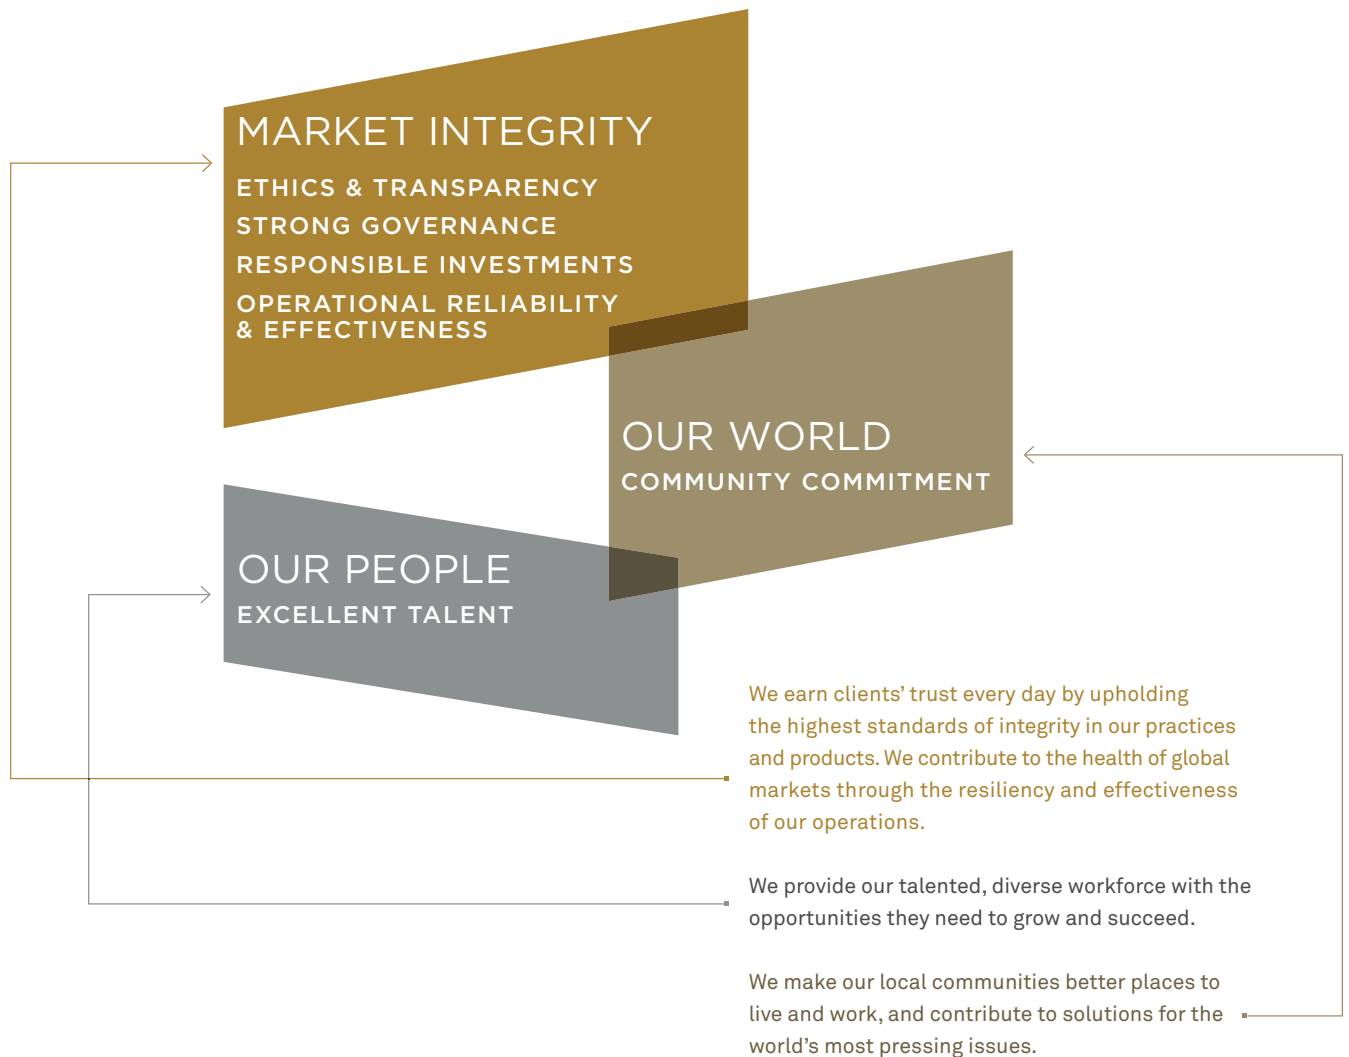 MARKET INTEGRITY
ETHICS & TRANSPARENCY
STRONG GOVERNANCE
RESPONSIBLE INVESTMENTS
OPERATIONAL RELIABILITY
& EFFECTIVENESS
OUR WORLD
COMMUNITY COMMITMENT
OUR PEOPLE
EXCELLENT TALENT
We earn clients’ trust every day by upholding
the highest standards of integrity in our practices
and products. We contribute to the health of global
markets through the resiliency and effectiveness
of our operations.
We provide our talented, diverse workforce with the
opportunities they need to grow and succeed.
We make our local communities better places to
live and work, and contribute to solutions for the
world’s most pressing issues.